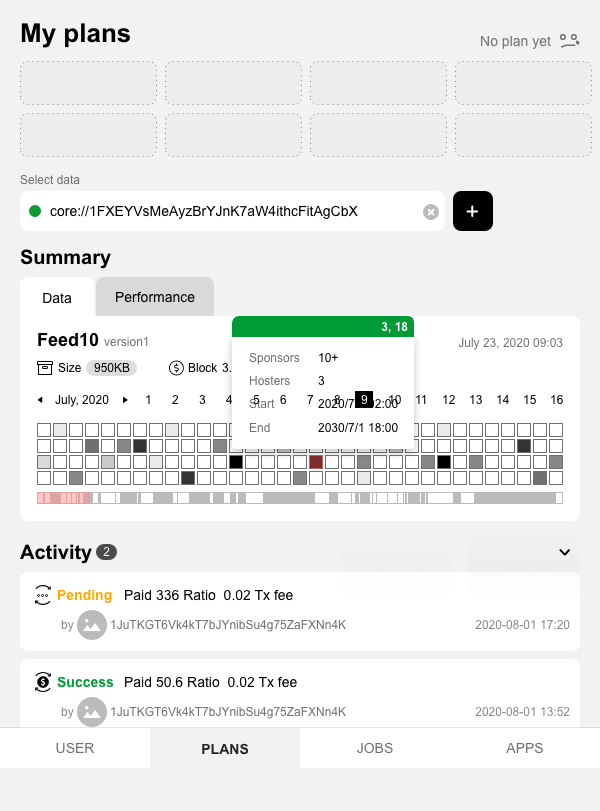 My plans
No plan yet
Select data
core://1FXEYVsMeAyzBrYJnK7aW4ithcFitAgCbX
+
Summary
Data
Performance
3, 18
Feed10 version1
July 23, 2020 09:03
Sponsors 10+
Size 950KB
Block 3.
Hosters 3
July, 2020 1 2 3 4 5 6 7 8 9 10 11 12 13 14 15 16
Start 2020/7/ 02:00
End 2030/7/1 18:00
Activity 2
Pending Paid 336 Ratio 0.02 Tx fee
by 1JuTKGT6Vk4kT7bJYnibSu4g75ZaFXNn4K 2020-08-01 17:20
Success Paid 50.6 Ratio 0.02 Tx fee
by 1JuTKGT6Vk4kT7bJYnibSu4g75ZaFXNn4K 2020-08-01 13:52
USER PLANS JOBS APPS